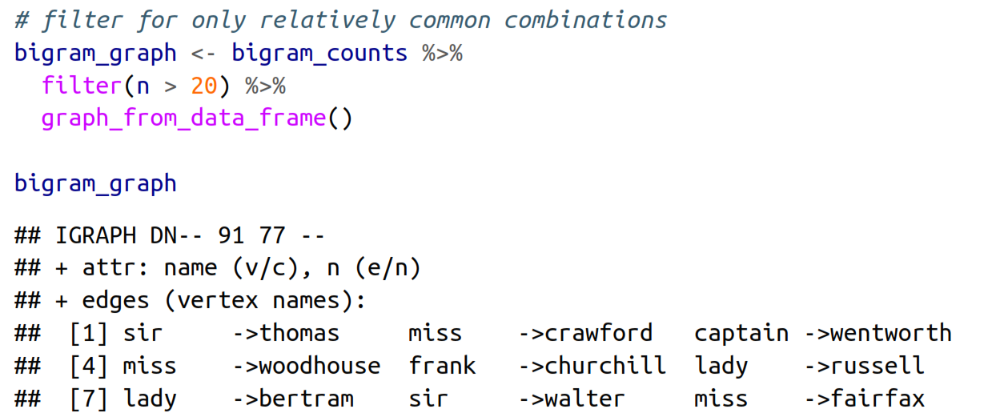 # filter for only relatively common combinations
bigram_graph <- bigram_counts %>%
  filter(n > 20) %>%
  graph_from_data_frame()

bigram_graph

## IGRAPH DN-- 91 77 --
## + attr: name (v/c), n (e/n)
## + edges (vertex names):
##  [1] sir     ->thomas     miss    ->crawford   captain ->wentworth
##  [4] miss    ->woodhouse  frank   ->churchill  lady    ->russell
##  [7] lady    ->bertram    sir     ->walter     miss    ->fairfax